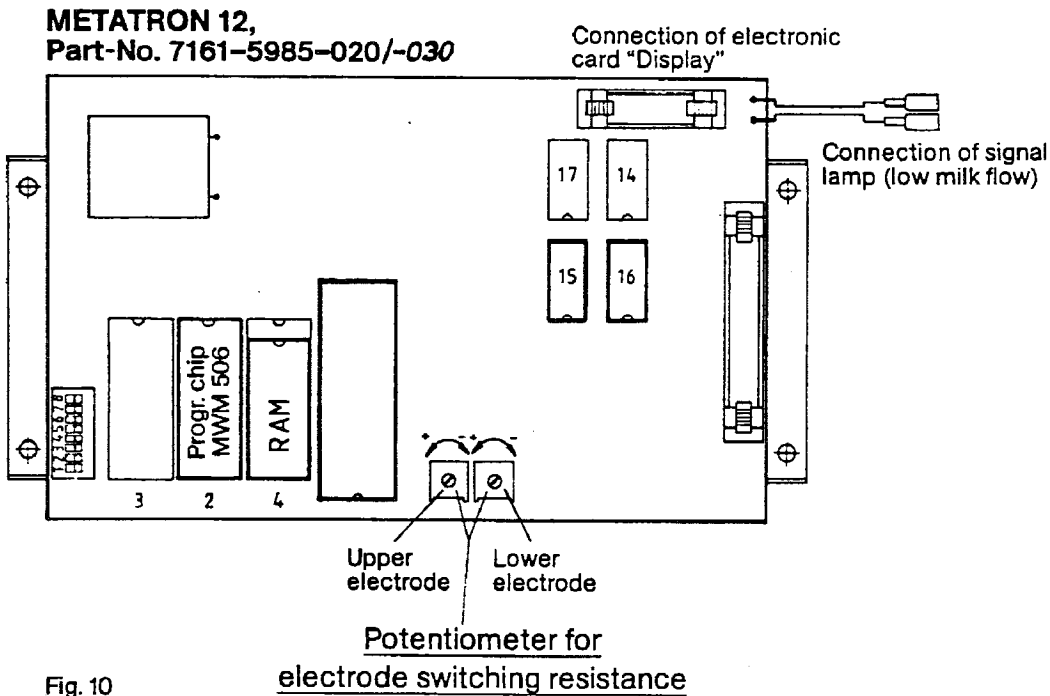 METATRON 12,
Part-No. 7161-5985-020/-030
Connection of electronic
card "Display"
Connection of signal
lamp (low milk flow)
17
14
15
16
12345678
Progr. chip
MWM 506
RAM
3
2
4
+
-
+
-
Upper
electrode
Lower
electrode
Potentiometer for
electrode switching resistance
Fig. 10